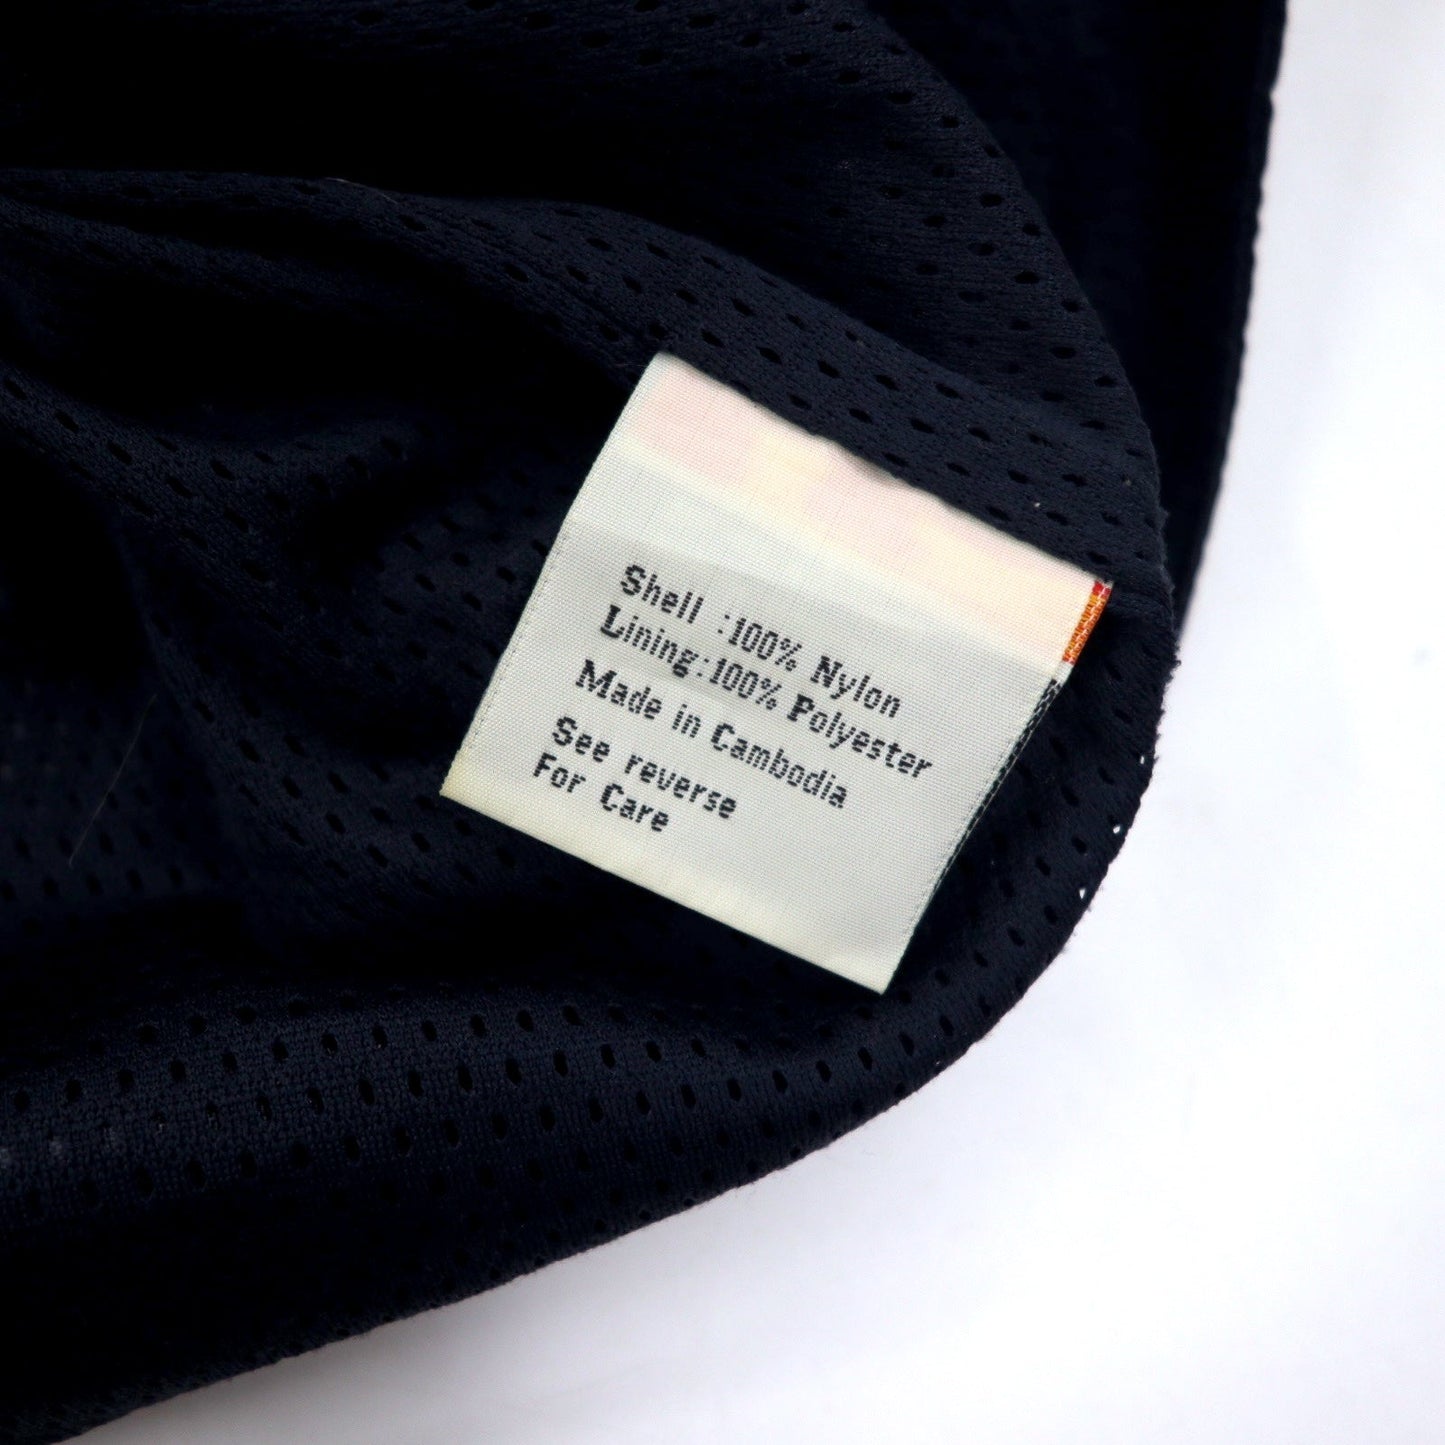 Shell :100% Nylon
Lining:100% Polyester
Made in Cambodia
See reverse
For Care